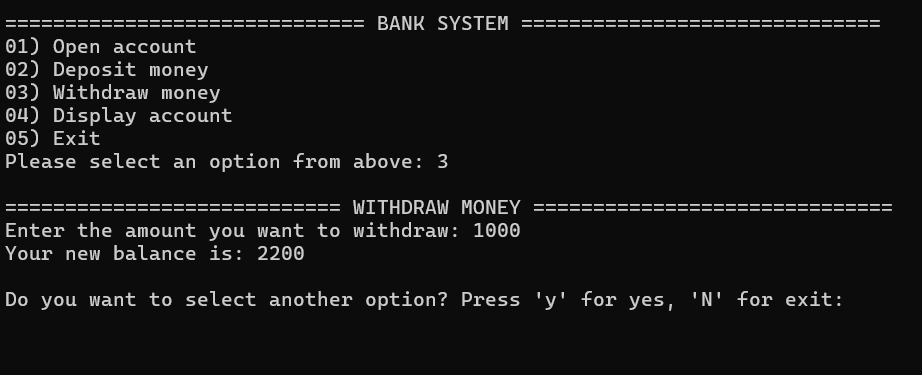 ============================== BANK SYSTEM ==============================
01) Open account
02) Deposit money
03) Withdraw money
04) Display account
05) Exit
Please select an option from above: 3
============================ WITHDRAW MONEY ==============================
Enter the amount you want to withdraw: 1000
Your new balance is: 2200
Do you want to select another option? Press 'y' for yes, 'N' for exit: